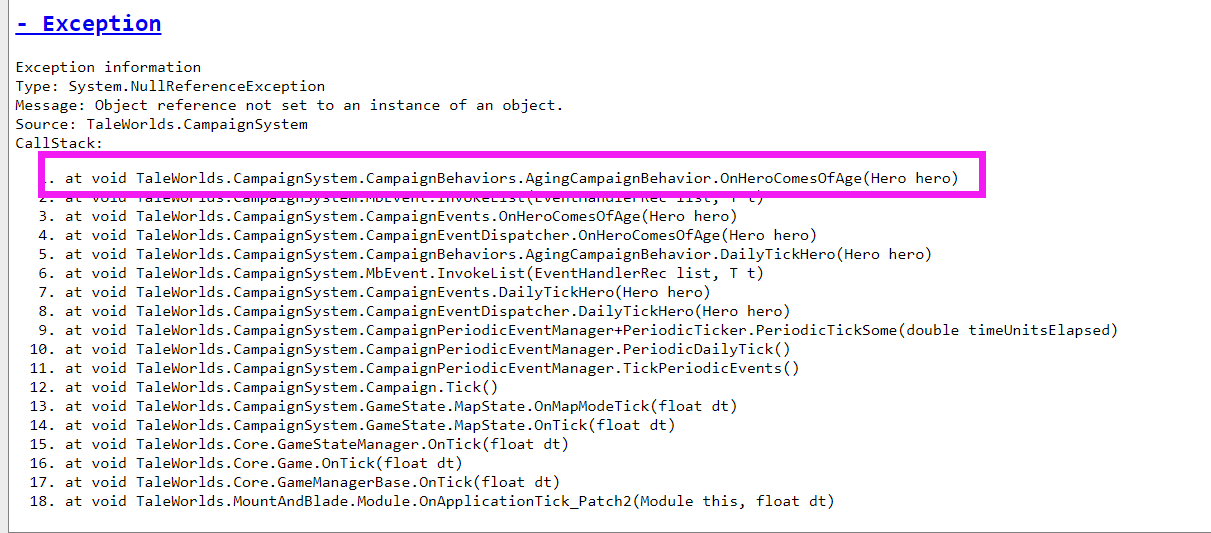 - Exception
Exception information
Type: System.NullReferenceException
Message: Object reference not set to an instance of an object.
Source: TaleWorlds.CampaignSystem
CallStack:
1. at void TaleWorlds.CampaignSystem.CampaignBehaviors.AgingCampaignBehavior.OnHeroComesOfAge(Hero hero)
2. at void TaleWorlds.CampaignSystem.MbEvent.InvokeList(EventHandlerRec list, T t)
3. at void TaleWorlds.CampaignSystem.CampaignEvents.OnHeroComesOfAge(Hero hero)
4. at void TaleWorlds.CampaignSystem.CampaignEventDispatcher.OnHeroComesOfAge(Hero hero)
5. at void TaleWorlds.CampaignSystem.CampaignBehaviors.AgingCampaignBehavior.DailyTickHero(Hero hero)
6. at void TaleWorlds.CampaignSystem.MbEvent.InvokeList(EventHandlerRec list, T t)
7. at void TaleWorlds.CampaignSystem.CampaignEvents.DailyTickHero(Hero hero)
8. at void TaleWorlds.CampaignSystem.CampaignEventDispatcher.DailyTickHero(Hero hero)
9. at void TaleWorlds.CampaignSystem.CampaignPeriodicEventManager+PeriodicTicker.PeriodicTickSome(double timeUnitsElapsed)
10. at void TaleWorlds.CampaignSystem.CampaignPeriodicEventManager.PeriodicDailyTick()
11. at void TaleWorlds.CampaignSystem.CampaignPeriodicEventManager.TickPeriodicEvents()
12. at void TaleWorlds.CampaignSystem.Campaign.Tick()
13. at void TaleWorlds.CampaignSystem.GameState.MapState.OnMapModeTick(float dt)
14. at void TaleWorlds.CampaignSystem.GameState.MapState.OnTick(float dt)
15. at void TaleWorlds.Core.GameStateManager.OnTick(float dt)
16. at void TaleWorlds.Core.Game.OnTick(float dt)
17. at void TaleWorlds.Core.GameManagerBase.OnTick(float dt)
18. at void TaleWorlds.MountAndBlade.Module.OnApplicationTick_Patch2(Module this, float dt)